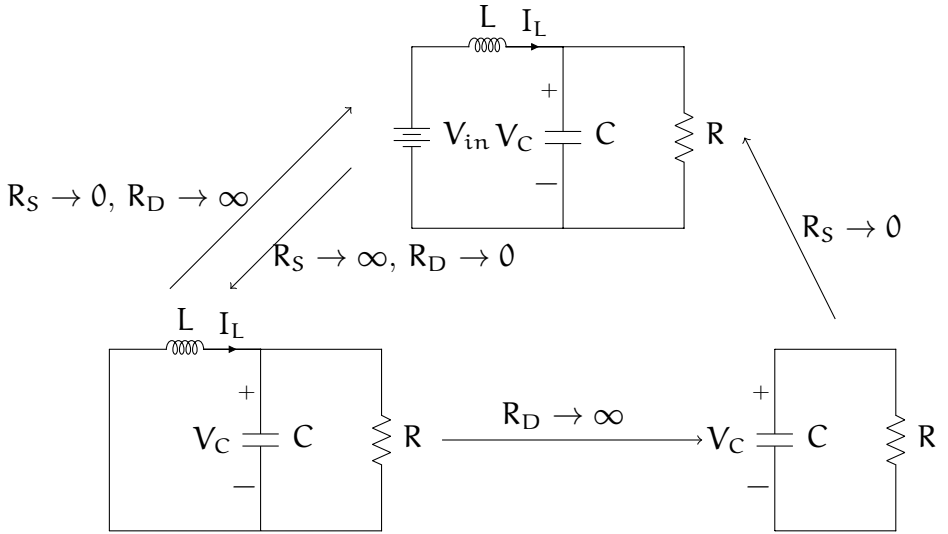 L
I_L
+
V_in V_C C R
−
R_S → 0, R_D → ∞
R_S → ∞, R_D → 0
R_S → 0
L
I_L
+
V_C C R
−
R_D → ∞
+
V_C C R
−